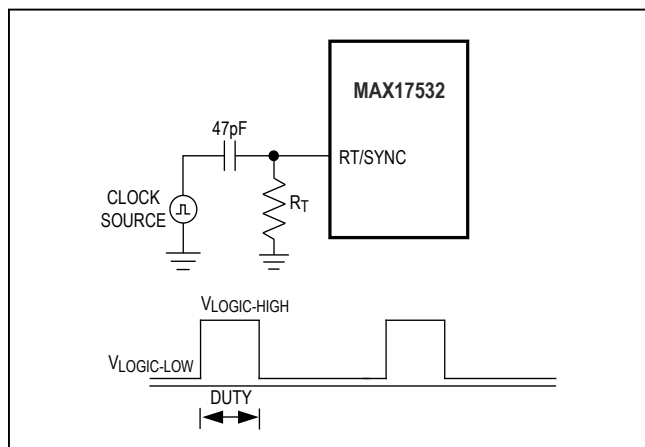 MAX17532
47pF
RT/SYNC
RT
CLOCK
SOURCE
VLOGIC-HIGH
VLOGIC-LOW
DUTY